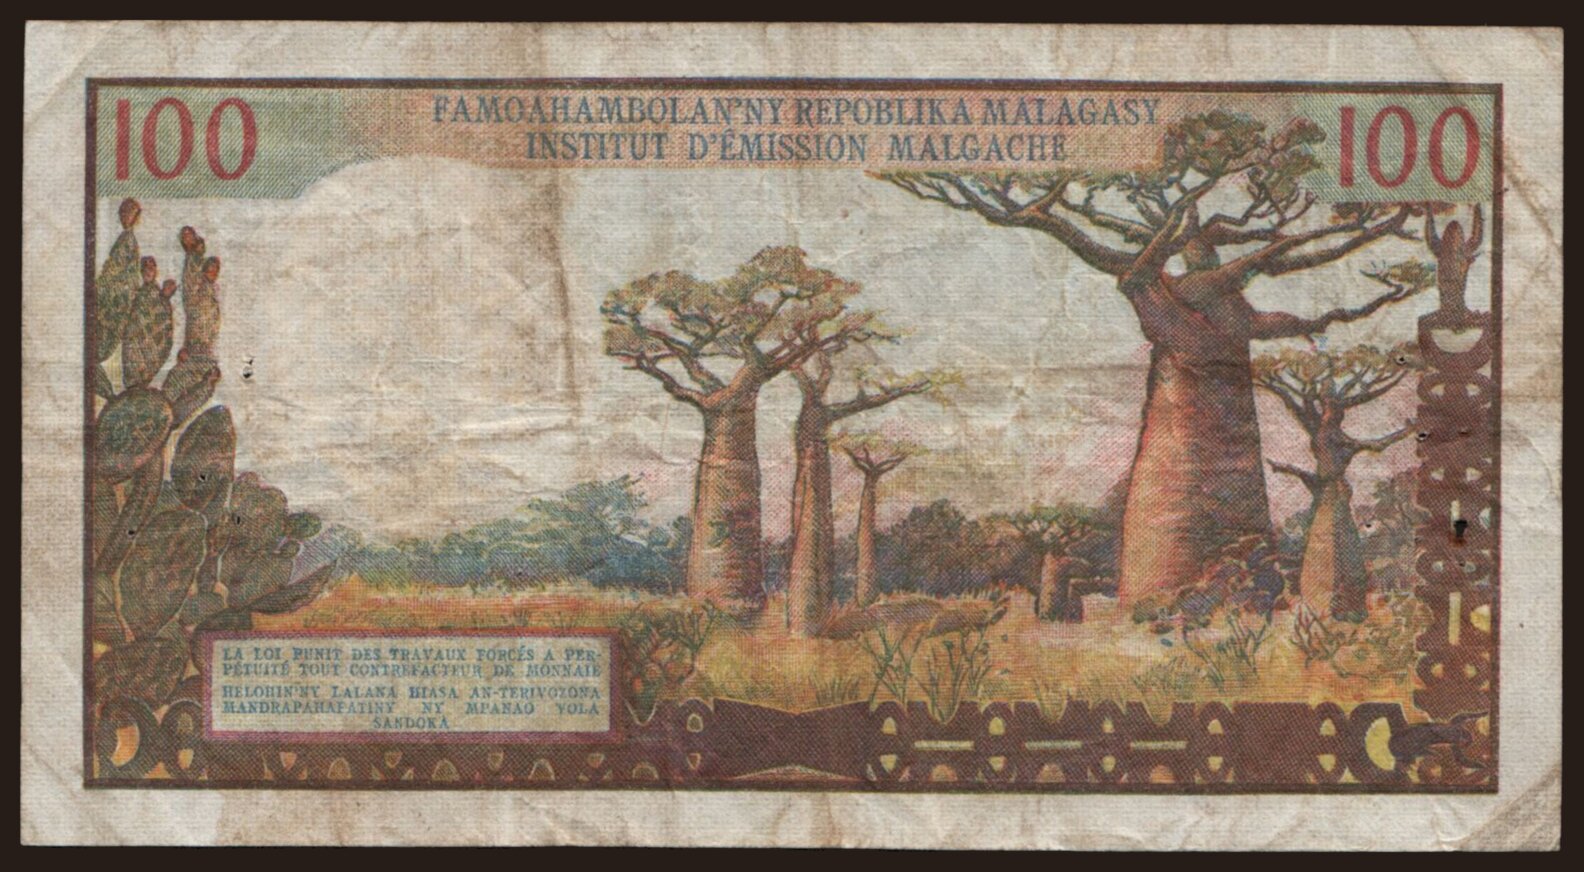 100
FAMOAHAMBOLAN'NY REPOBLIKA MALAGASY
100
INSTITUT D'ÉMISSION MALGACHE
LA LOI PUNIT DES TRAVAUX FORCÉS A PER-
PÉTUITÉ TOUT CONTREFACTEUR DE MONNAIE
HELOHIN'NY LALANA HIASA AN-TERIVOZONA
MANDRAPAHAFATINY NY MPANAO VOLA
SANDOKA